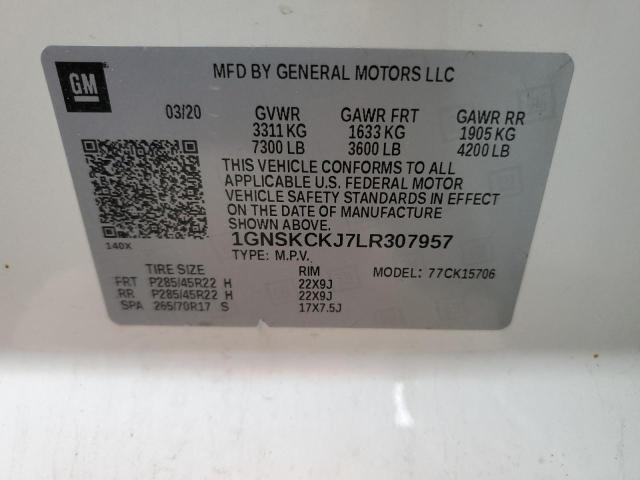 GM
MFD BY GENERAL MOTORS LLC
03/20 GVWR GAWR FRT GAWR RR
3311 KG 1633 KG 1905 KG
7300 LB 3600 LB 4200 LB
THIS VEHICLE CONFORMS TO ALL
APPLICABLE U.S. FEDERAL MOTOR
VEHICLE SAFETY STANDARDS IN EFFECT
ON THE DATE OF MANUFACTURE
SHOWN ABOVE.
140X
1GNSKCKJ7LR307957
TYPE: M.P.V.
TIRE SIZE RIM MODEL: 77CK15706
FRT P285/45R22 H 22X9J
RR P285/45R22 H 22X9J
SPA 265/70R17 S 17X7.5J